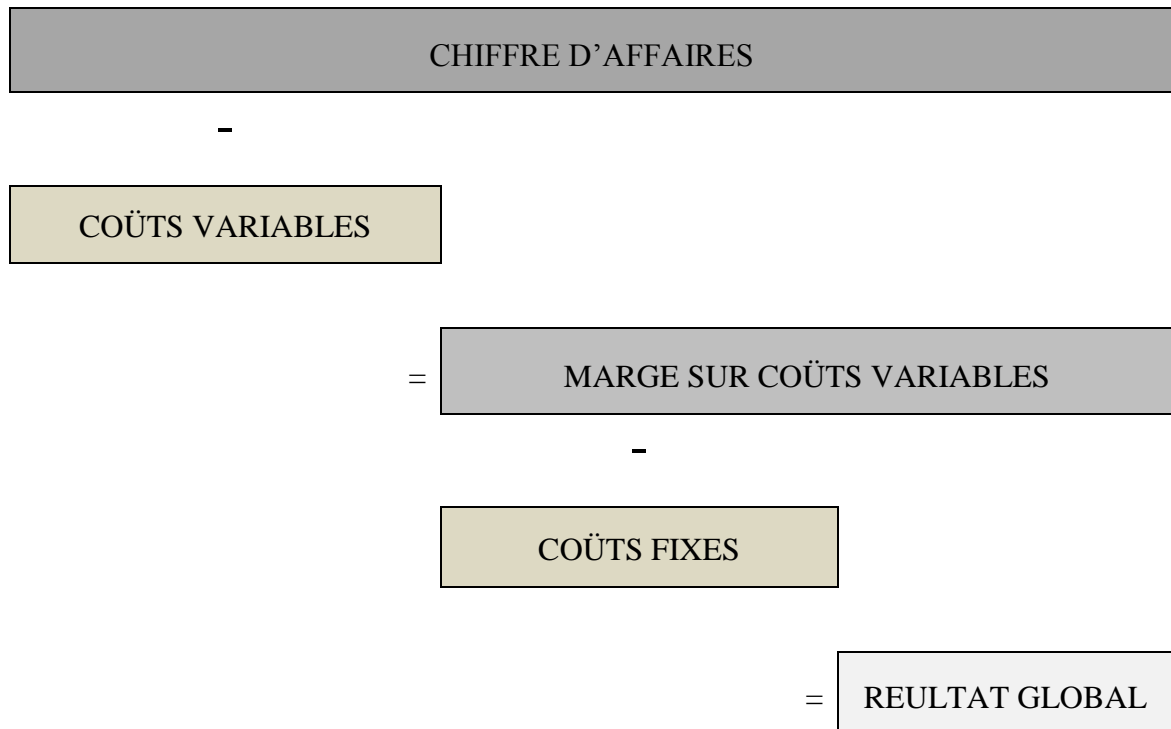 CHIFFRE D’AFFAIRES
-
COÜTS VARIABLES
= MARGE SUR COÜTS VARIABLES
-
COÜTS FIXES
= REULTAT GLOBAL